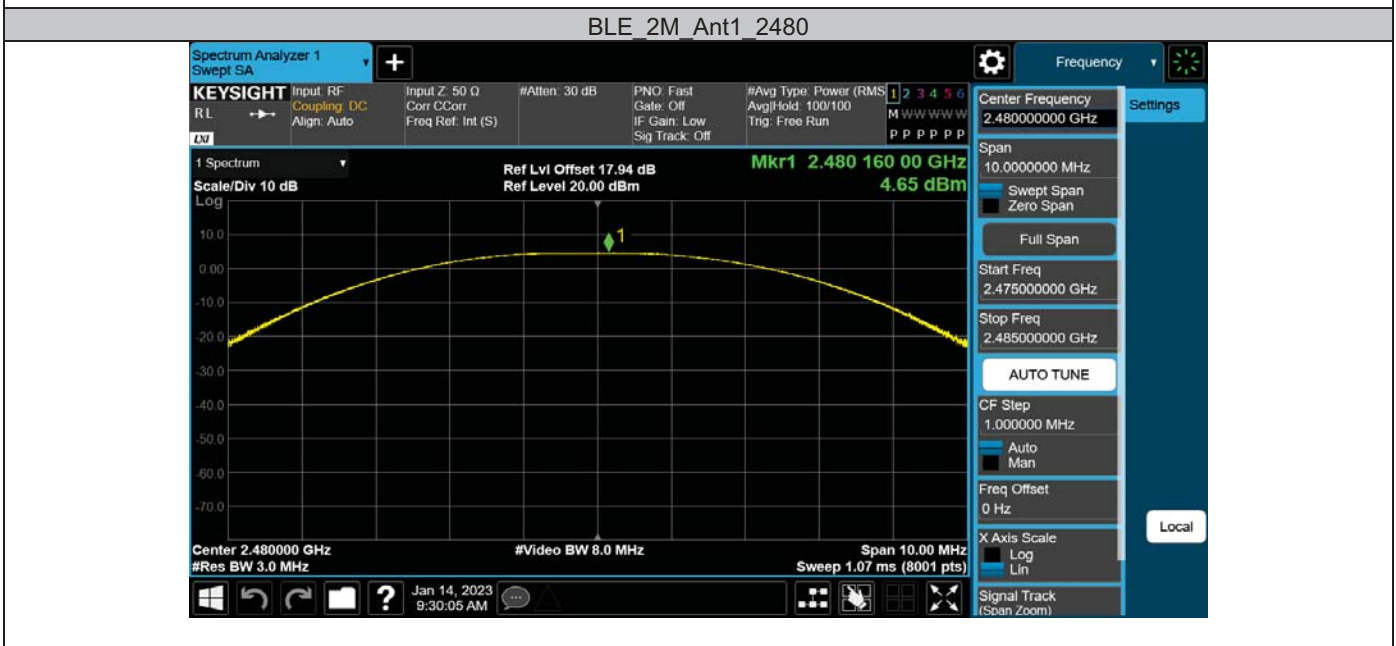 BLE_2M_Ant1_2480
Spectrum Analyzer 1
Swept SA
+
Frequency
KEYSIGHT
RL
LXI
Input: RF
Coupling: DC
Align: Auto
Input Z: 50 Ω
Corr CCorr
Freq Ref: Int (S)
#Atten: 30 dB
PNO: Fast
Gate: Off
IF Gain: Low
Sig Track: Off
#Avg Type: Power (RMS
Avg|Hold: 100/100
Trig: Free Run
1 2 3 4 5 6
M W W W W W
P P P P P P
1 Spectrum
Scale/Div 10 dB
Ref Lvl Offset 17.94 dB
Ref Level 20.00 dBm
Mkr1 2.480 160 00 GHz
4.65 dBm
Log
10.0
0.00
-10.0
-20.0
-30.0
-40.0
-50.0
-60.0
-70.0
1
Center 2.480000 GHz
#Res BW 3.0 MHz
#Video BW 8.0 MHz
Span 10.00 MHz
Sweep 1.07 ms (8001 pts)
Center Frequency
2.480000000 GHz
Settings
Span
10.0000000 MHz
Swept Span
Zero Span
Full Span
Start Freq
2.475000000 GHz
Stop Freq
2.485000000 GHz
AUTO TUNE
CF Step
1.000000 MHz
Auto
Man
Freq Offset
0 Hz
X Axis Scale
Log
Lin
Local
Signal Track
(Span Zoom)
?
Jan 14, 2023
9:30:05 AM